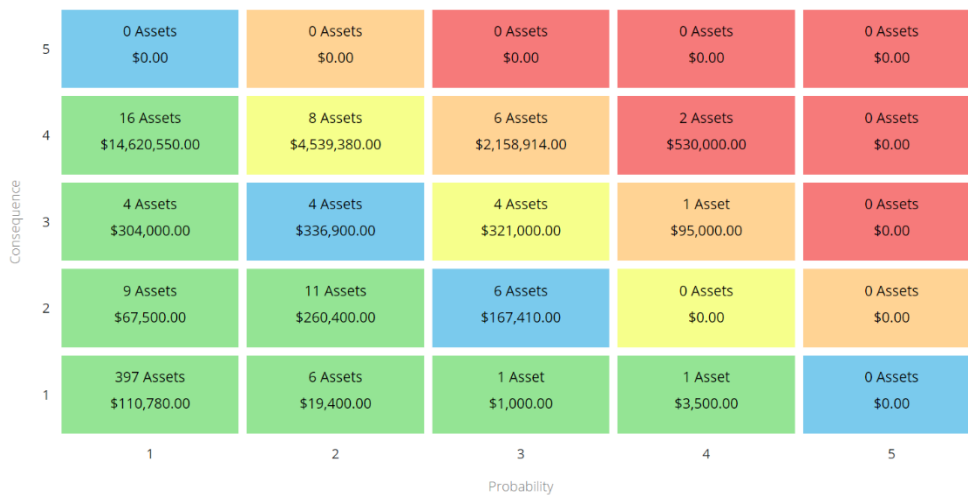 0 Assets 0 Assets 0 Assets 0 Assets 0 Assets
5
$0.00 $0.00 $0.00 $0.00 $0.00
16 Assets 8 Assets 6 Assets 2 Assets 0 Assets
4
$14,620,550.00 $4,539,380.00 $2,158,914.00 $530,000.00 $0.00
Consequence
4 Assets 4 Assets 4 Assets 1 Asset 0 Assets
3
$304,000.00 $336,900.00 $321,000.00 $95,000.00 $0.00
9 Assets 11 Assets 6 Assets 0 Assets 0 Assets
2
$67,500.00 $260,400.00 $167,410.00 $0.00 $0.00
397 Assets 6 Assets 1 Asset 1 Asset 0 Assets
1
$110,780.00 $19,400.00 $1,000.00 $3,500.00 $0.00
1 2 3 4 5
Probability